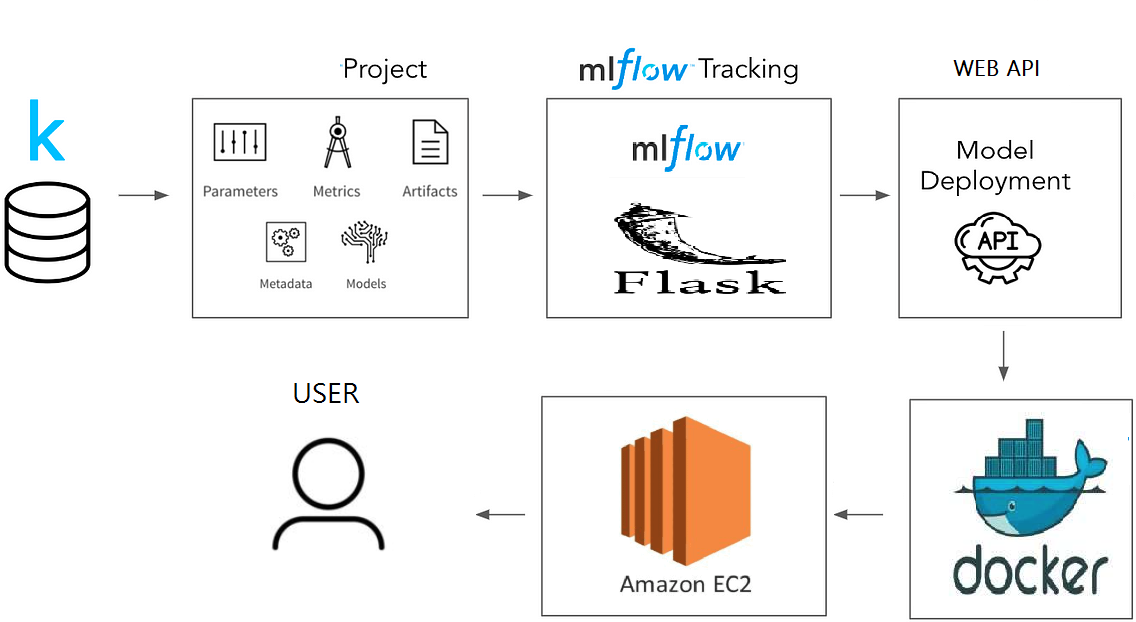 Project
mlflow Tracking
WEB API
k
Parameters
Metrics
Artifacts
Metadata
Models
mlflow
Flask
Model
Deployment
API
USER
Amazon EC2
docker